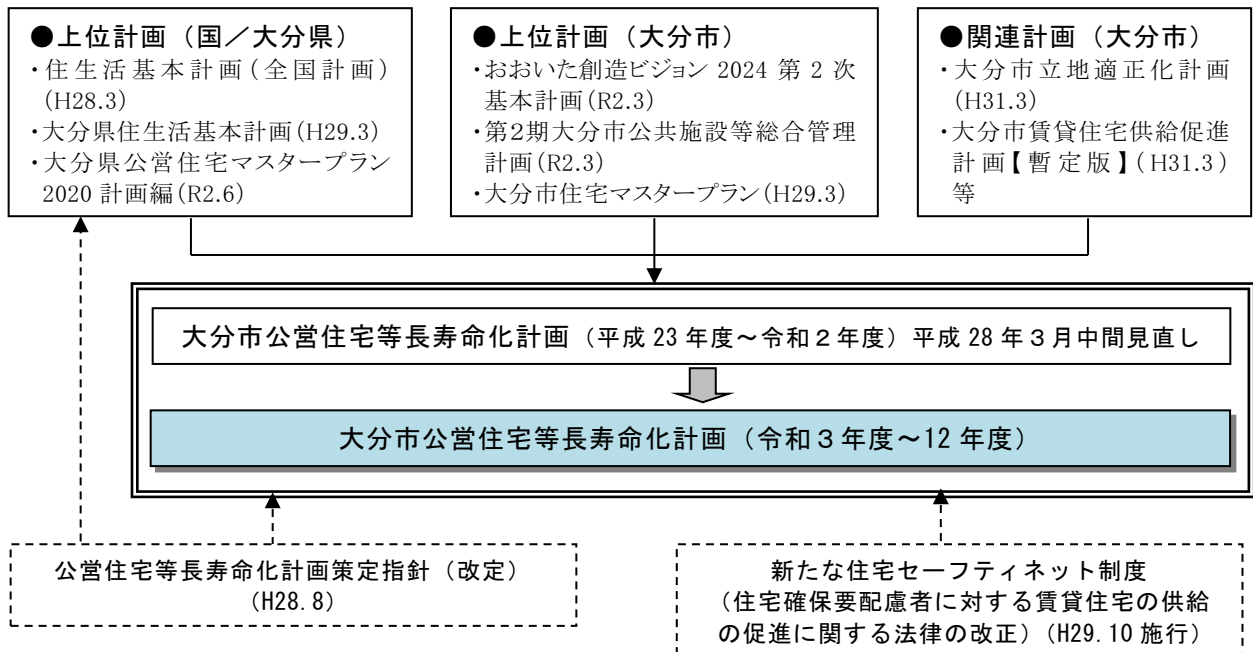 ●上位計画(国/大分県)
・住生活基本計画(全国計画)
(H28.3)
・大分県住生活基本計画(H29.3)
・大分県公営住宅マスタープラン
2020 計画編(R2.6)
●上位計画(大分市)
・おおいた創造ビジョン 2024 第 2 次
基本計画(R2.3)
・第2期大分市公共施設等総合管理
計画(R2.3)
・大分市住宅マスタープラン(H29.3)
●関連計画(大分市)
・大分市立地適正化計画
(H31.3)
・大分市賃貸住宅供給促進
計画【暫定版】(H31.3)
等
大分市公営住宅等長寿命化計画(平成 23 年度~令和2年度)平成 28 年3月中間見直し
大分市公営住宅等長寿命化計画(令和3年度~12 年度)
公営住宅等長寿命化計画策定指針(改定)
(H28.8)
新たな住宅セーフティネット制度
(住宅確保要配慮者に対する賃貸住宅の供給
の促進に関する法律の改正)(H29.10 施行)